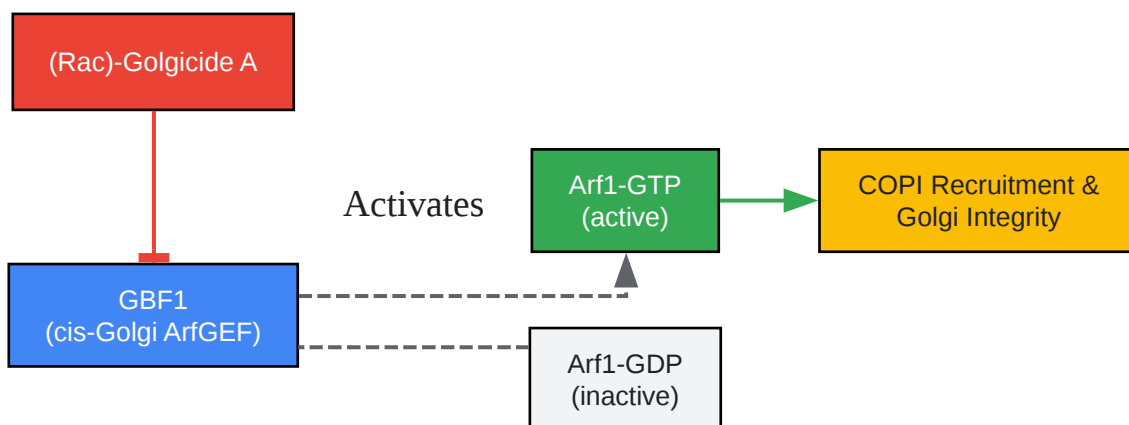 (Rac)-Golgicide A
Activates
Arf1-GTP
(active)
COPI Recruitment &
Golgi Integrity
GBF1
(cis-Golgi ArfGEF)
Arf1-GDP
(inactive)